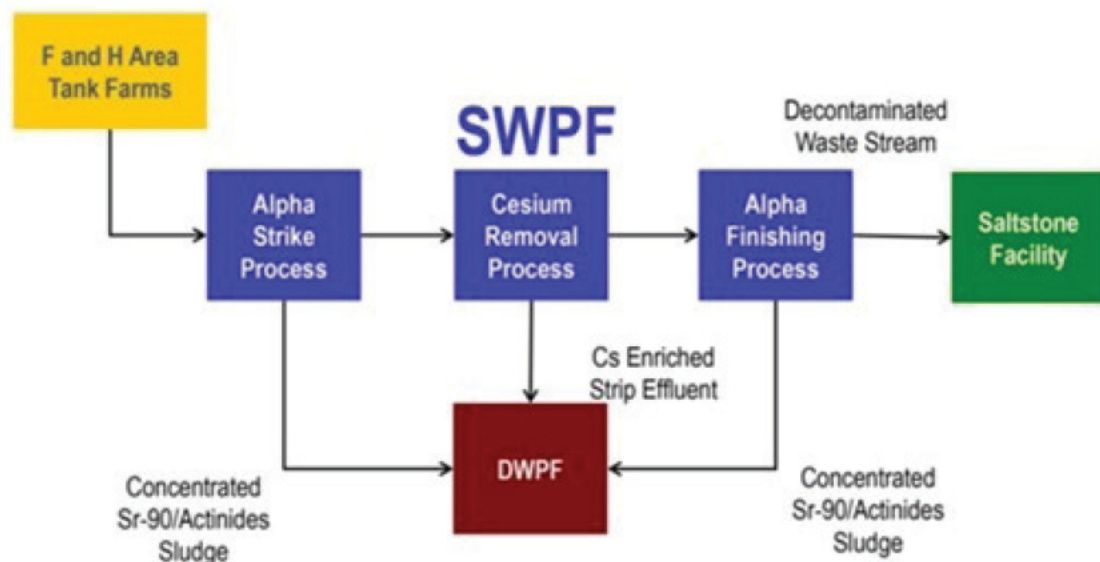 F and H Area
Tank Farms
SWPF
Decontaminated
Waste Stream
Alpha
Strike
Process
Cesium
Removal
Process
Alpha
Finishing
Process
Saltstone
Facility
Cs Enriched
Strip Effluent
DWPF
Concentrated
Sr-90/Actinides
Sludge
Concentrated
Sr-90/Actinides
Sludge